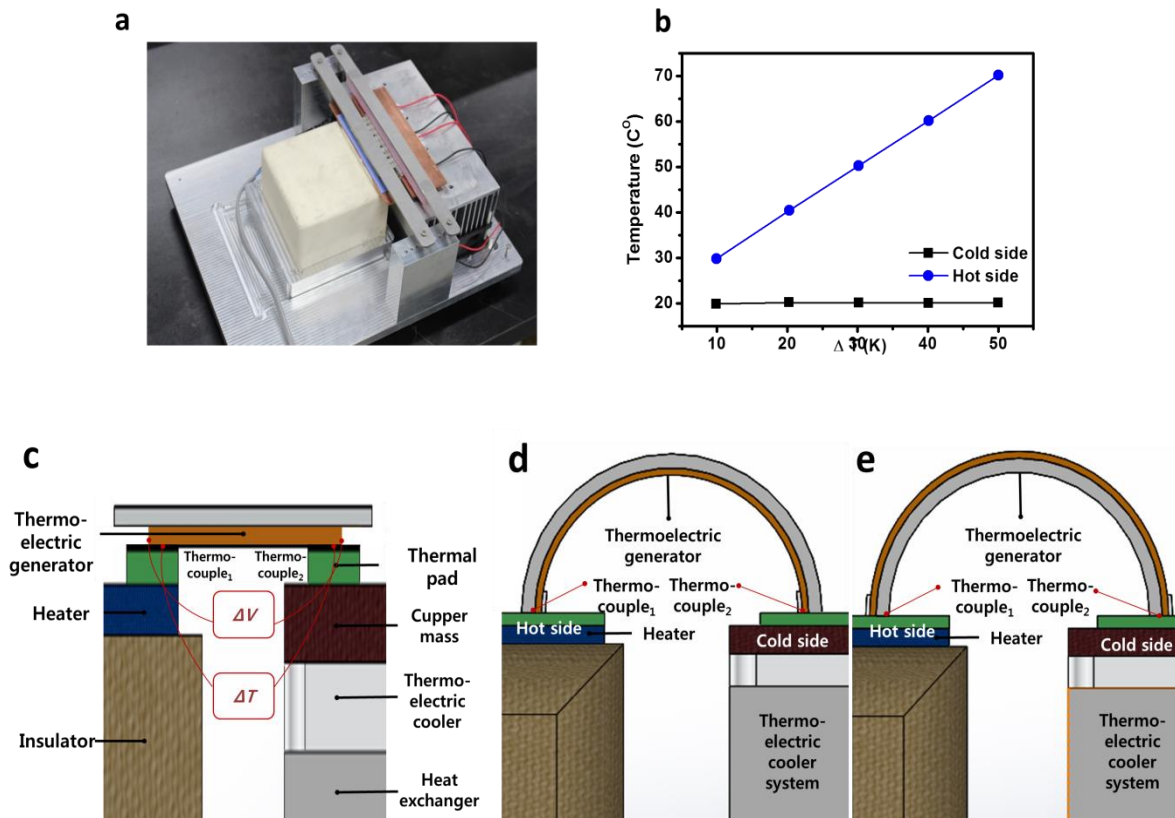 a
b
Temperature (C⁰)
70
60
50
40
30
20
Cold side
Hot side
10 20 30 40 50
Δ T (K)
c
Thermo-
electric
generator
Heater
Insulator
Thermo-
couple₁
Thermo-
couple₂
ΔV
ΔT
Thermal
pad
Cupper
mass
Thermo-
electric
cooler
Heat
exchanger
d
Thermoelectric
generator
Thermo-
couple₁
Thermo-
couple₂
Hot side
Heater
Cold side
Thermo-
electric
cooler
system
e
Thermoelectric
generator
Thermo-
couple₁
Thermo-
couple₂
Hot side
Heater
Cold side
Thermo-
electric
cooler
system